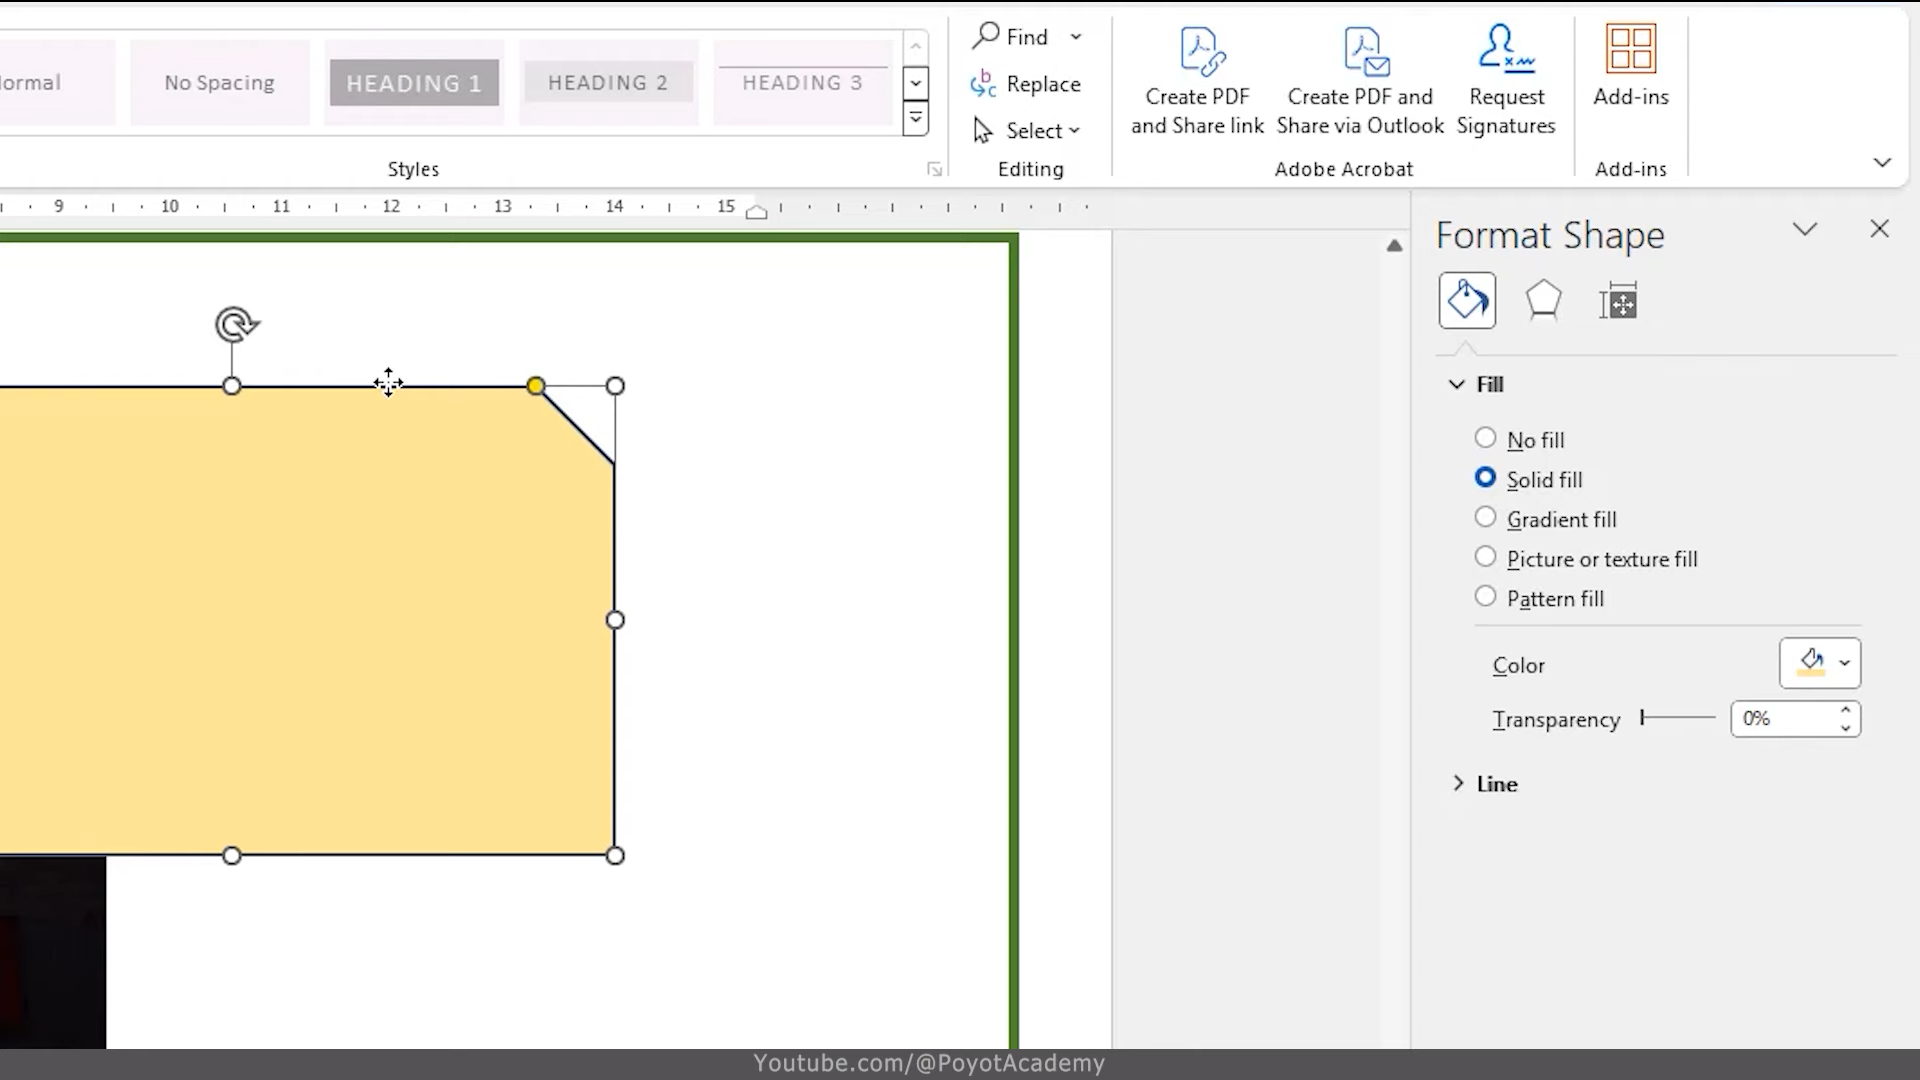 ormal
No Spacing
HEADING 1
HEADING 2
HEADING 3
Styles
Find
Replace
Select
Editing
Create PDF
and Share link
Create PDF and
Share via Outlook
Request
Signatures
Adobe Acrobat
Add-ins
Add-ins
9 10 11 12 13 14 15
Format Shape
Fill
No fill
Solid fill
Gradient fill
Picture or texture fill
Pattern fill
Color
Transparency 0%
Line
Youtube.com/@PoyotAcademy